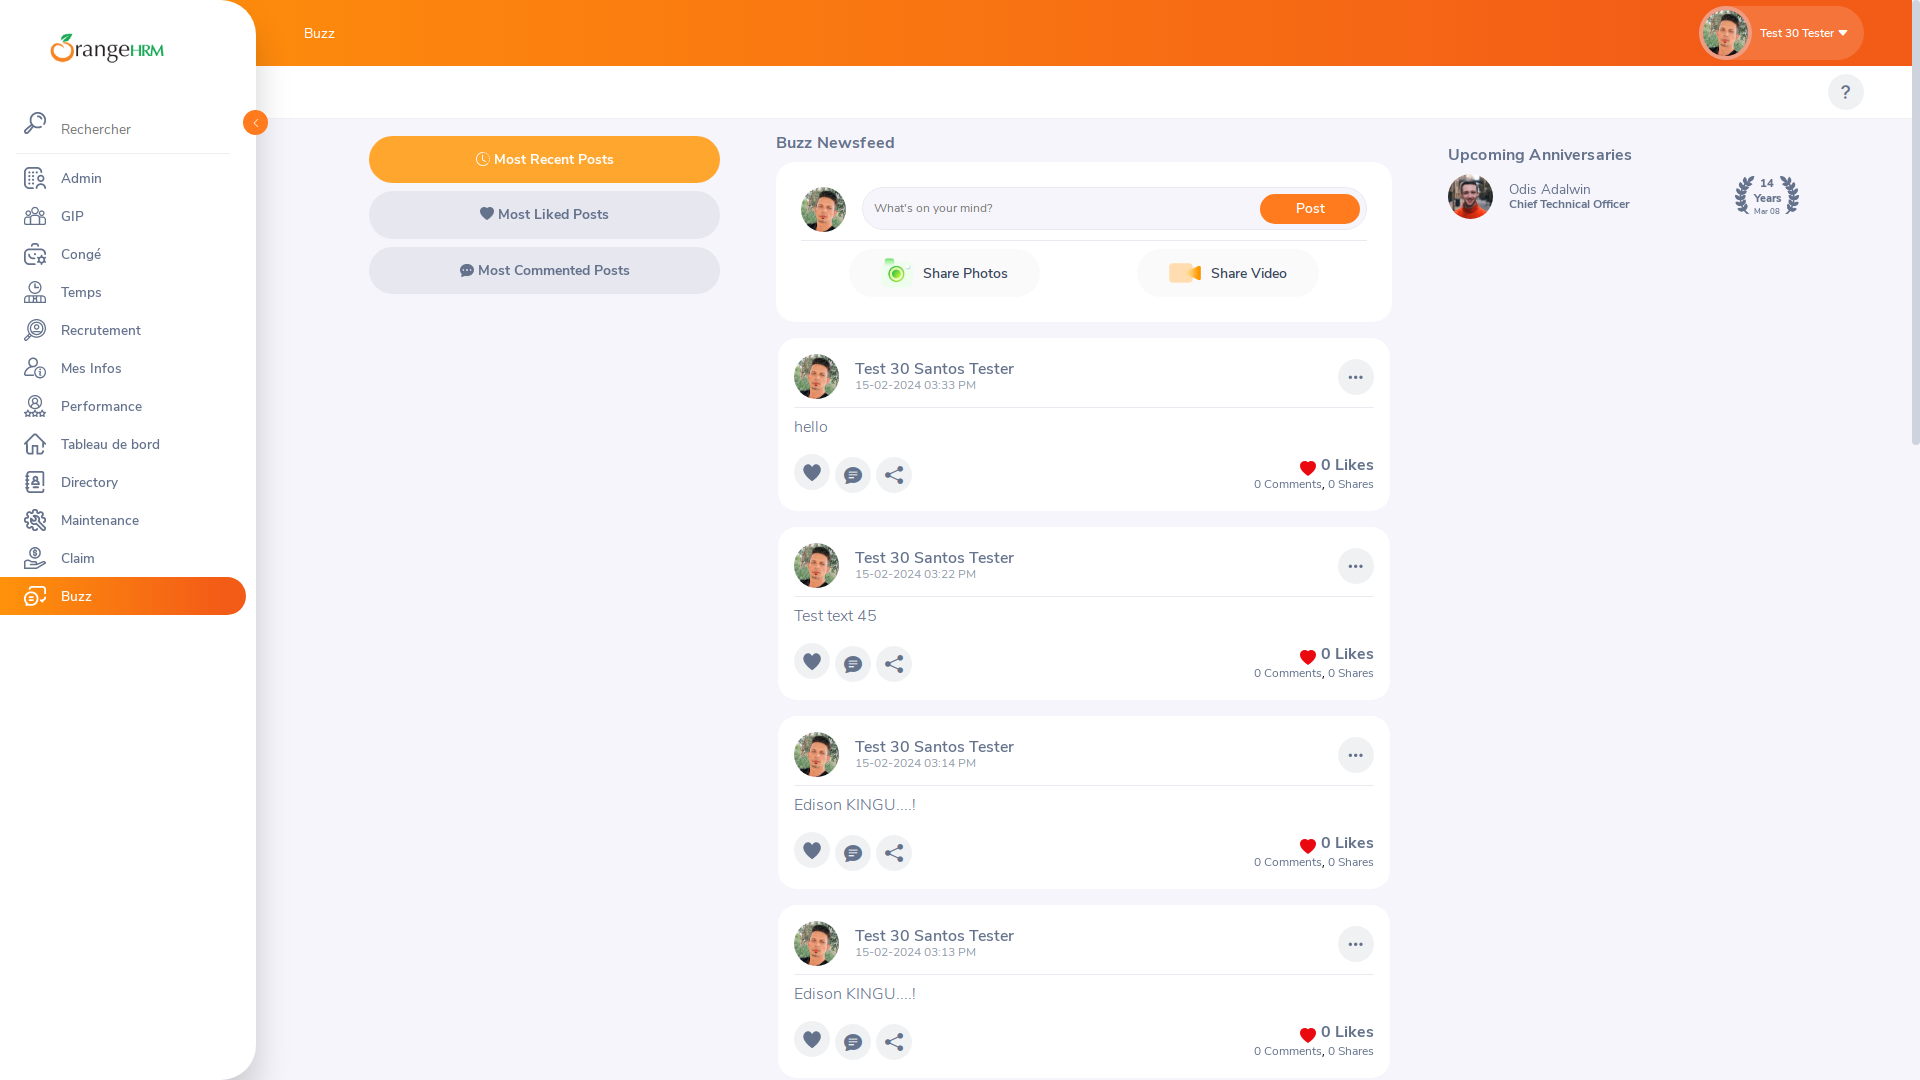 OrangeHRM
Rechercher
Admin
GIP
Congé
Temps
Recrutement
Mes Infos
Performance
Tableau de bord
Directory
Maintenance
Claim
Buzz
Buzz
Test 30 Tester
?
Most Recent Posts
Most Liked Posts
Most Commented Posts
Buzz Newsfeed
What's on your mind?
Post
Share Photos
Share Video
Test 30 Santos Tester
15-02-2024 03:33 PM
hello
0 Likes
0 Comments, 0 Shares
Test 30 Santos Tester
15-02-2024 03:22 PM
Test text 45
0 Likes
0 Comments, 0 Shares
Test 30 Santos Tester
15-02-2024 03:14 PM
Edison KINGU....!
0 Likes
0 Comments, 0 Shares
Test 30 Santos Tester
15-02-2024 03:13 PM
Edison KINGU....!
0 Likes
0 Comments, 0 Shares
Upcoming Anniversaries
Odis Adalwin
Chief Technical Officer
14
Years
Mar 08